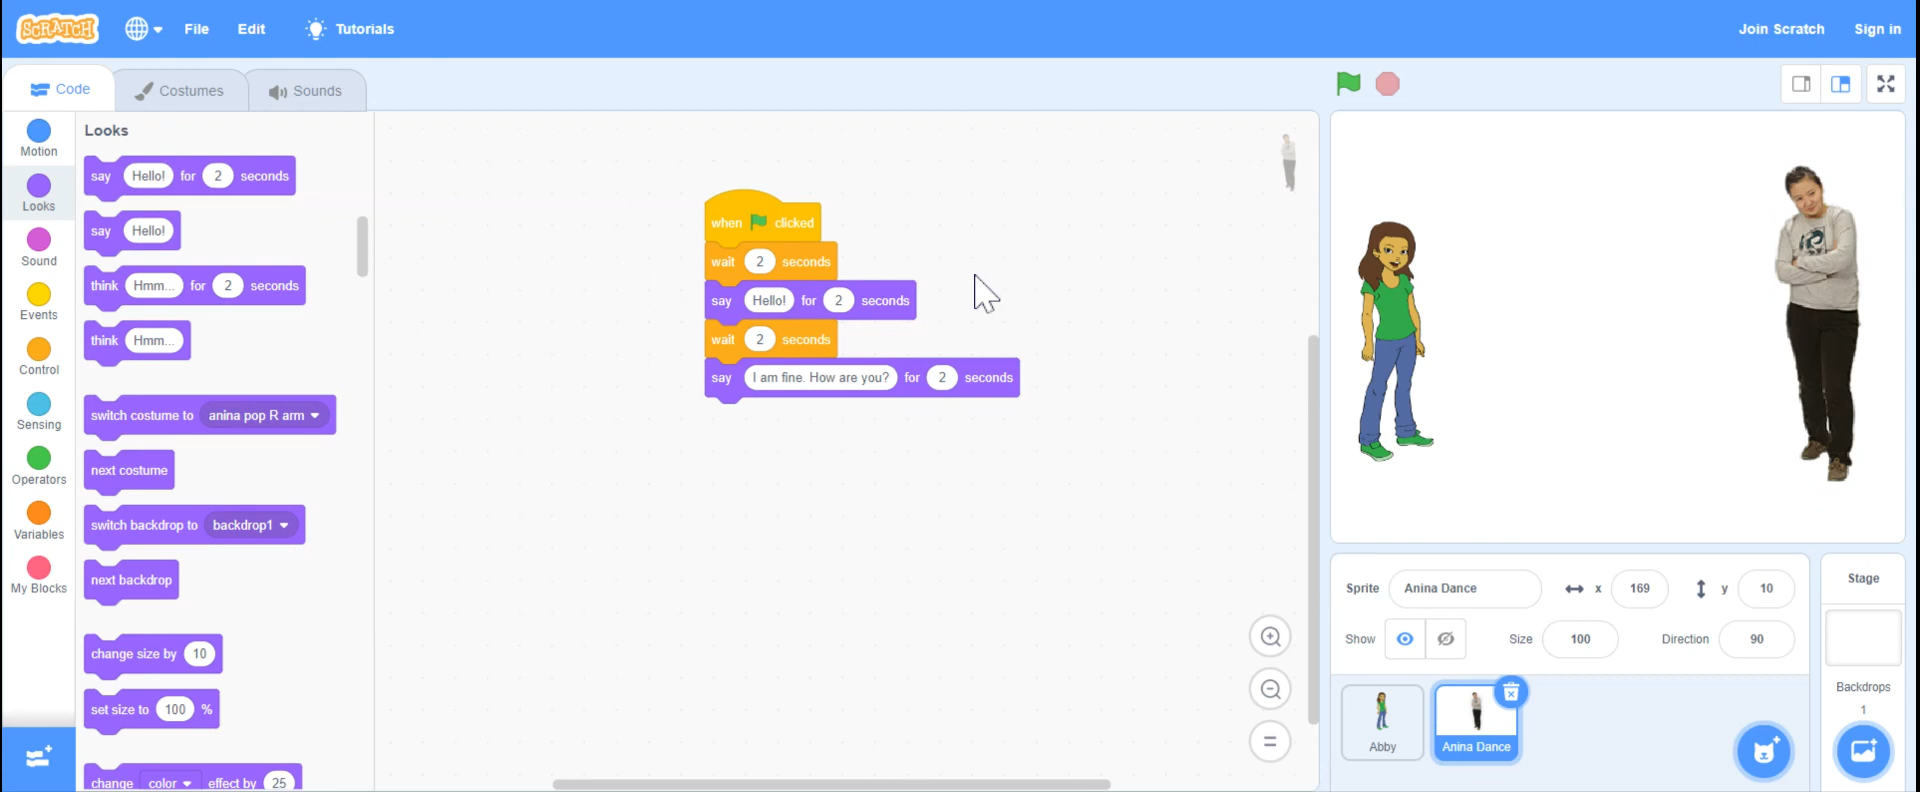 SCRATCH File Edit Tutorials Join Scratch Sign in
Code Costumes Sounds
Motion
Looks
Sound
Events
Control
Sensing
Operators
Variables
My Blocks
Looks
say Hello! for 2 seconds
say Hello!
think Hmm... for 2 seconds
think Hmm...
switch costume to anina pop R arm
next costume
switch backdrop to backdrop1
next backdrop
change size by 10
set size to 100 %
change color effect by 25
when clicked
wait 2 seconds
say Hello! for 2 seconds
wait 2 seconds
say I am fine. How are you? for 2 seconds
Sprite Anina Dance x 169 y 10
Show Size 100 Direction 90
Abby
Anina Dance
Stage
Backdrops
1